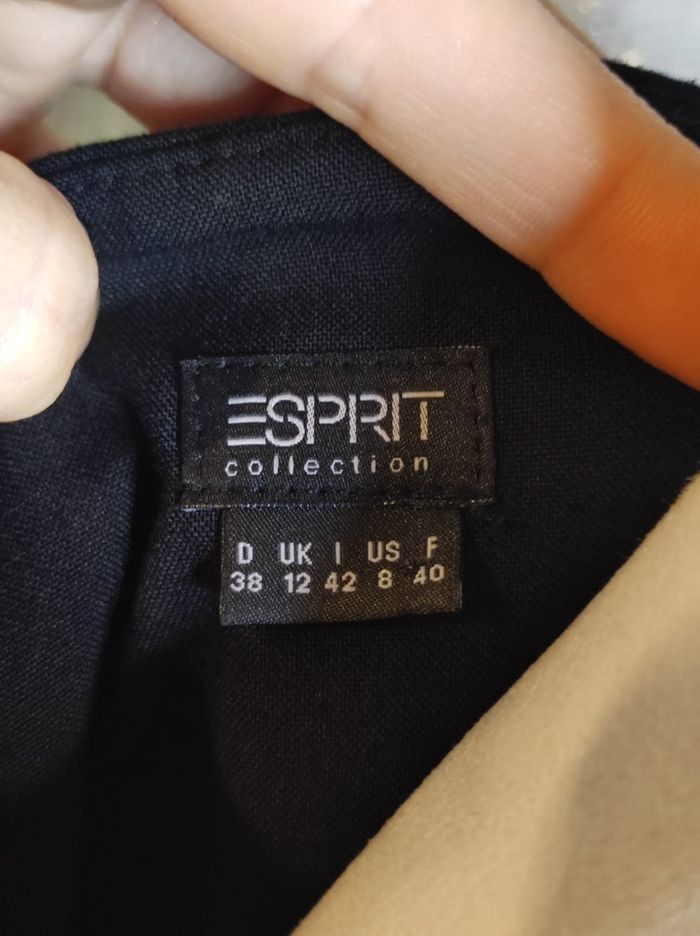 ESPRIT
collection
D UK I US F
38 12 42 8 40